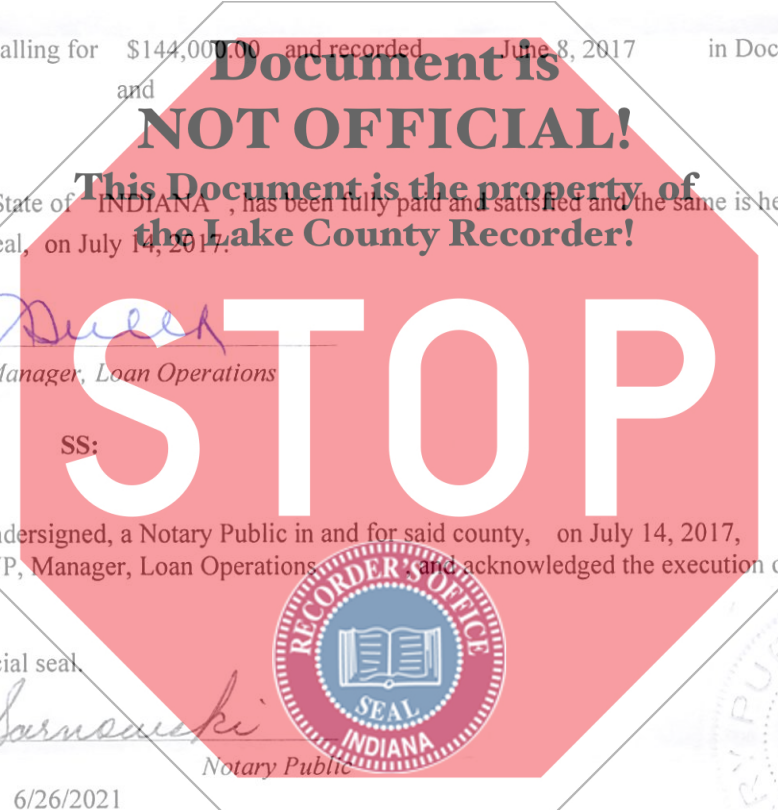 alling for $144,000.00 and recorded June 8, 2017 in Doc
Document is
and
NOT OFFICIAL!
This Document is the property of
State of INDIANA , has been fully paid and satisfied and the same is he
the Lake County Recorder!
eal, on July 14, 2017.
STOP
Manager, Loan Operations
SS:
ndersigned, a Notary Public in and for said county, on July 14, 2017,
P, Manager, Loan Operations , and acknowledged the execution o
RECORDER'S OFFICE
SEAL
INDIANA
cial seal.
Sarnowski
Notary Public
6/26/2021